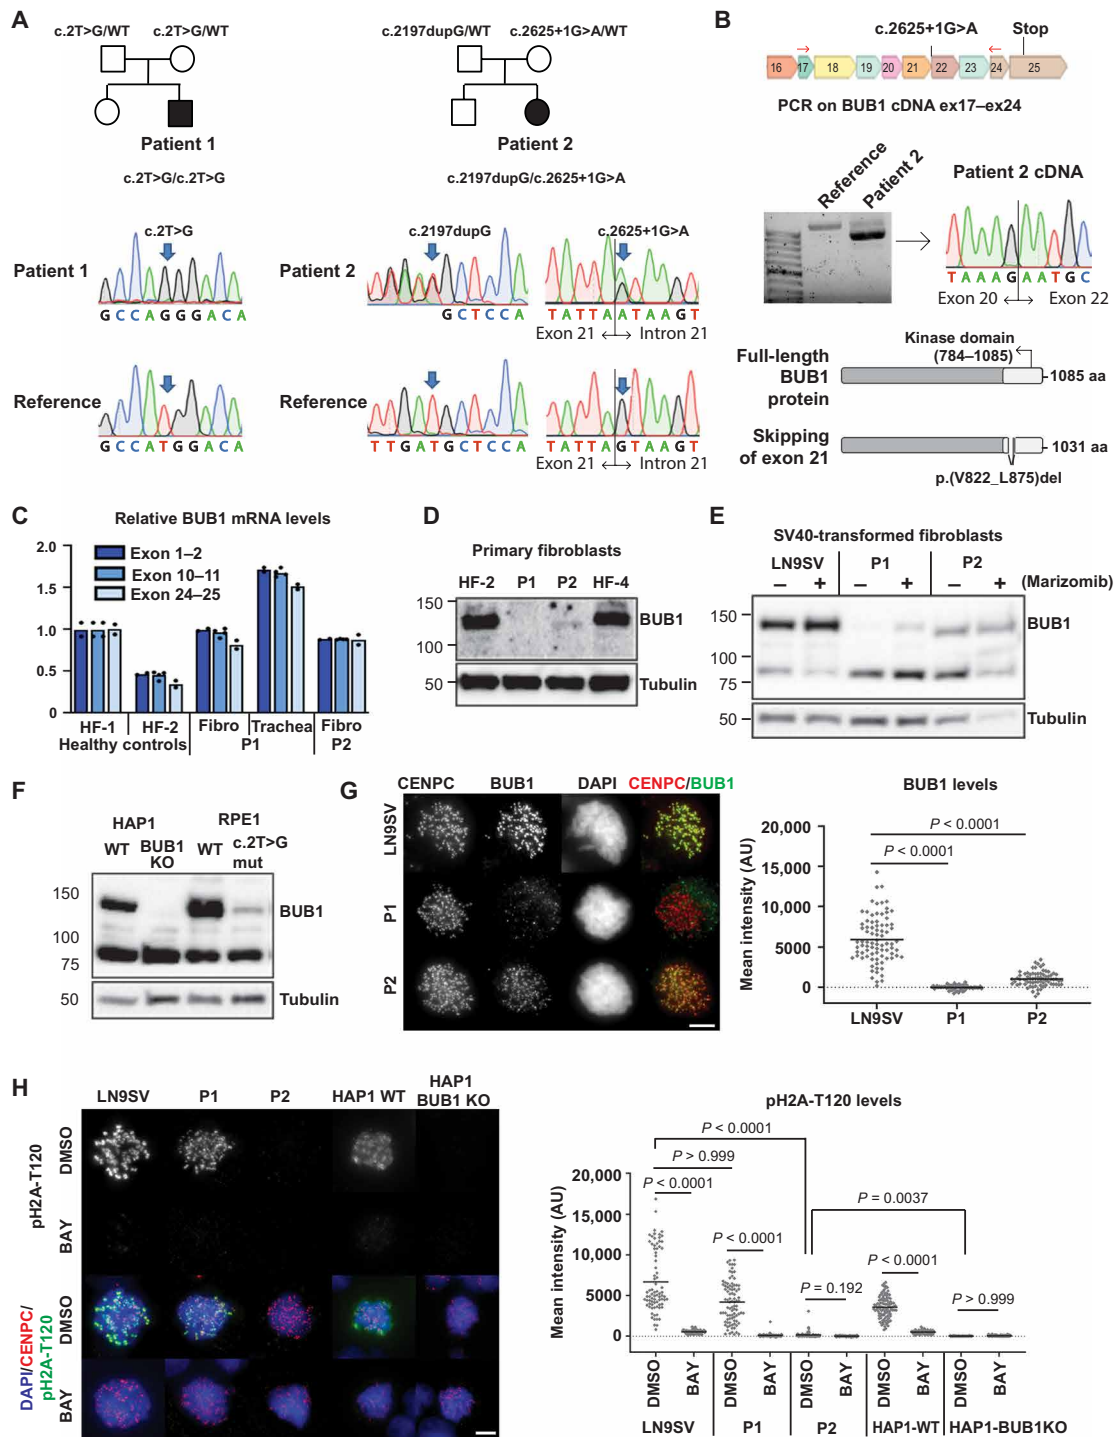 A
c.2T>G/WT c.2T>G/WT
Patient 1
c.2T>G/c.2T>G
c.2197dupG/WT c.2625+1G>A/WT
Patient 2
c.2197dupG/c.2625+1G>A
Patient 1
c.2T>G
G C C A G G G A C A
Patient 2
c.2197dupG
G C T C C A
c.2625+1G>A
T A T T A A T A A G T
Exon 21 Intron 21
Reference
G C C A T G G A C A
Reference
T T G A T G C T C C A
T A T T A G T A A G T
Exon 21 Intron 21
B
c.2625+1G>A Stop
16 17 18 19 20 21 22 23 24 25
PCR on BUB1 cDNA ex17–ex24
Reference
Patient 2
Patient 2 cDNA
T A A A G A A T G C
Exon 20 Exon 22
Kinase domain
(784–1085)
Full-length
BUB1
protein
1085 aa
Skipping
of exon 21
1031 aa
p.(V822_L875)del
C
Relative BUB1 mRNA levels
2.0
1.5
1.0
0.5
0
Exon 1–2
Exon 10–11
Exon 24–25
HF-1 HF-2 Fibro Trachea Fibro
Healthy controls P1 P2
D
Primary fibroblasts
HF-2 P1 P2 HF-4
150
100
50
BUB1
Tubulin
E
SV40-transformed fibroblasts
LN9SV P1 P2
– + – + – + (Marizomib)
150
100
75
50
BUB1
Tubulin
F
HAP1 RPE1
WT BUB1 KO WT c.2T>G mut
150
100
75
50
BUB1
Tubulin
G
CENPC BUB1 DAPI CENPC/BUB1
LN9SV
P1
P2
BUB1 levels
P < 0.0001
P < 0.0001
Mean intensity (AU)
20,000
15,000
10,000
5000
0
LN9SV P1 P2
H
LN9SV P1 P2 HAP1 WT HAP1 BUB1 KO
pH2A-T120
DMSO
BAY
DAPI/CENPC/
pH2A-T120
DMSO
BAY
pH2A-T120 levels
P < 0.0001
P > 0.999
P < 0.0001
P = 0.0037
P < 0.0001
P < 0.0001
P = 0.192
P > 0.999
Mean intensity (AU)
20,000
15,000
10,000
5000
0
DMSO BAY DMSO BAY DMSO BAY DMSO BAY DMSO BAY
LN9SV P1 P2 HAP1-WT HAP1-BUB1KO